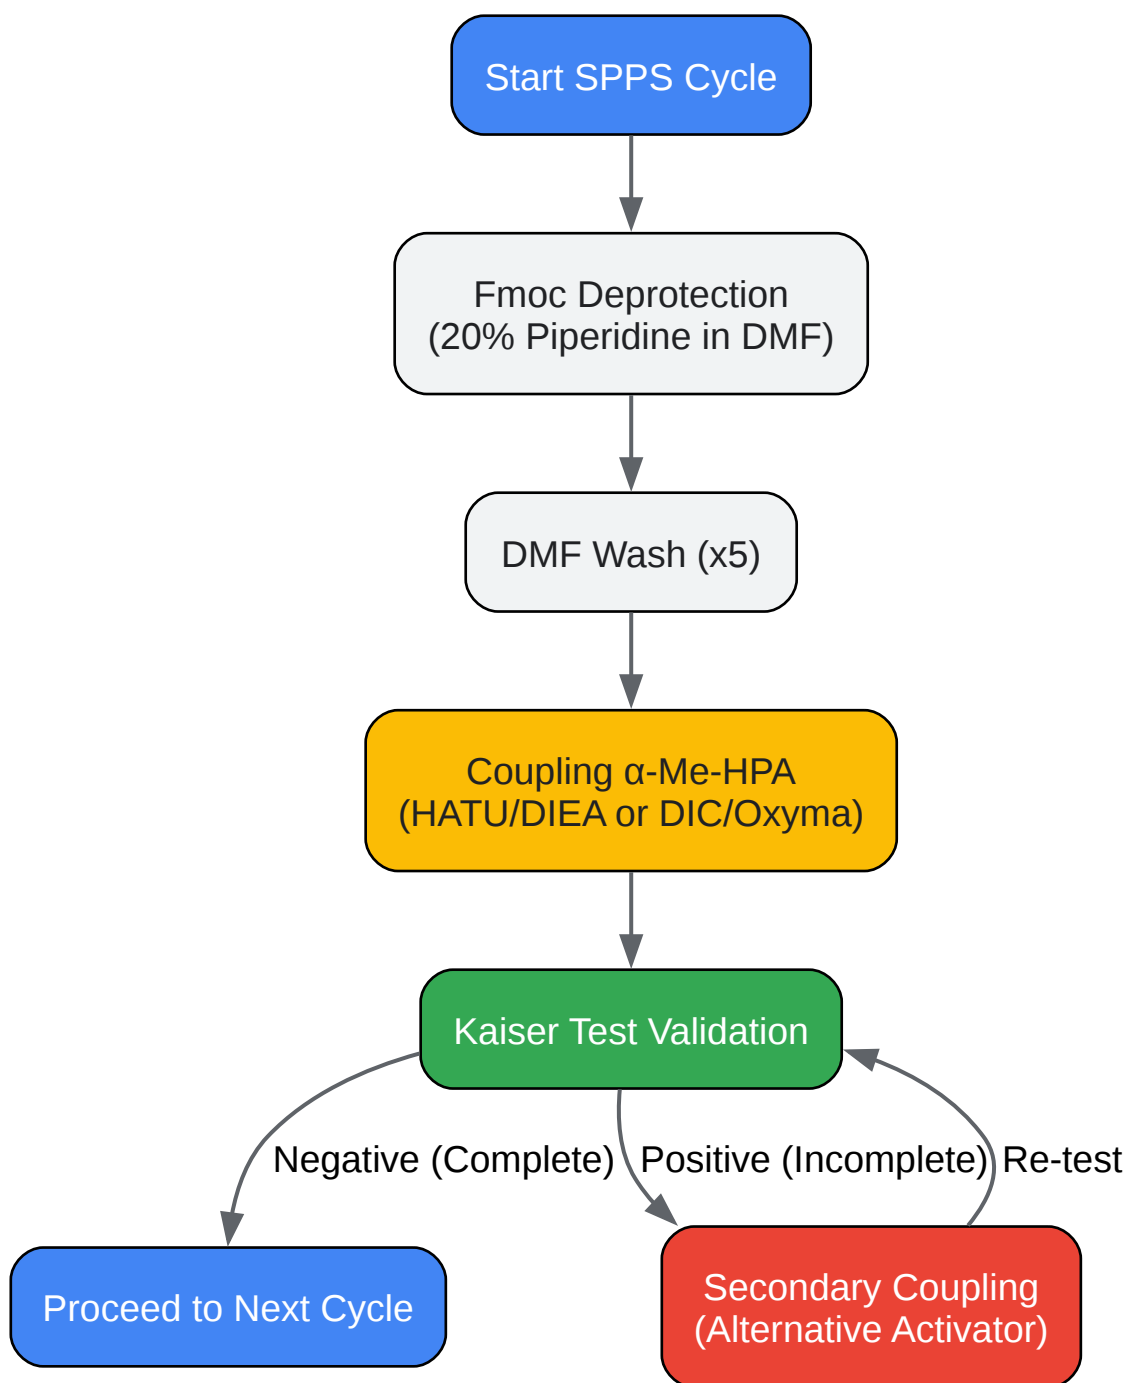 Start SPPS Cycle
Fmoc Deprotection
(20% Piperidine in DMF)
DMF Wash (x5)
Coupling α-Me-HPA
(HATU/DIEA or DIC/Oxyma)
Kaiser Test Validation
Negative (Complete)
Positive (Incomplete)
Re-test
Proceed to Next Cycle
Secondary Coupling
(Alternative Activator)